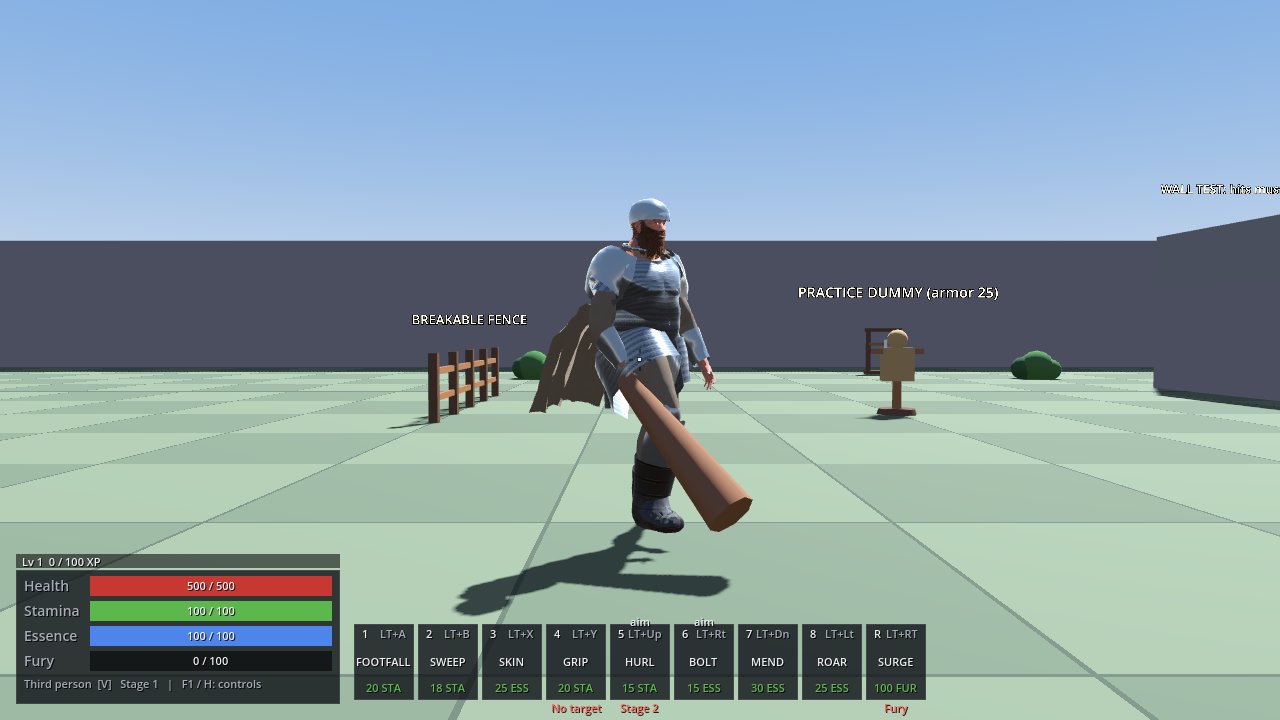 WALL TEST: hits mus
PRACTICE DUMMY (armor 25)
BREAKABLE FENCE
Lv 1 0 / 100 XP
Health 500 / 500
Stamina 100 / 100
Essence 100 / 100
Fury 0 / 100
Third person [V] Stage 1 | F1 / H: controls
aim aim
1 LT+A 2 LT+B 3 LT+X 4 LT+Y 5 LT+Up 6 LT+Rt 7 LT+Dn 8 LT+Lt R LT+RT
FOOTFALL SWEEP SKIN GRIP HURL BOLT MEND ROAR SURGE
20 STA 18 STA 25 ESS 20 STA 15 STA 15 ESS 30 ESS 25 ESS 100 FUR
No target Stage 2 Fury